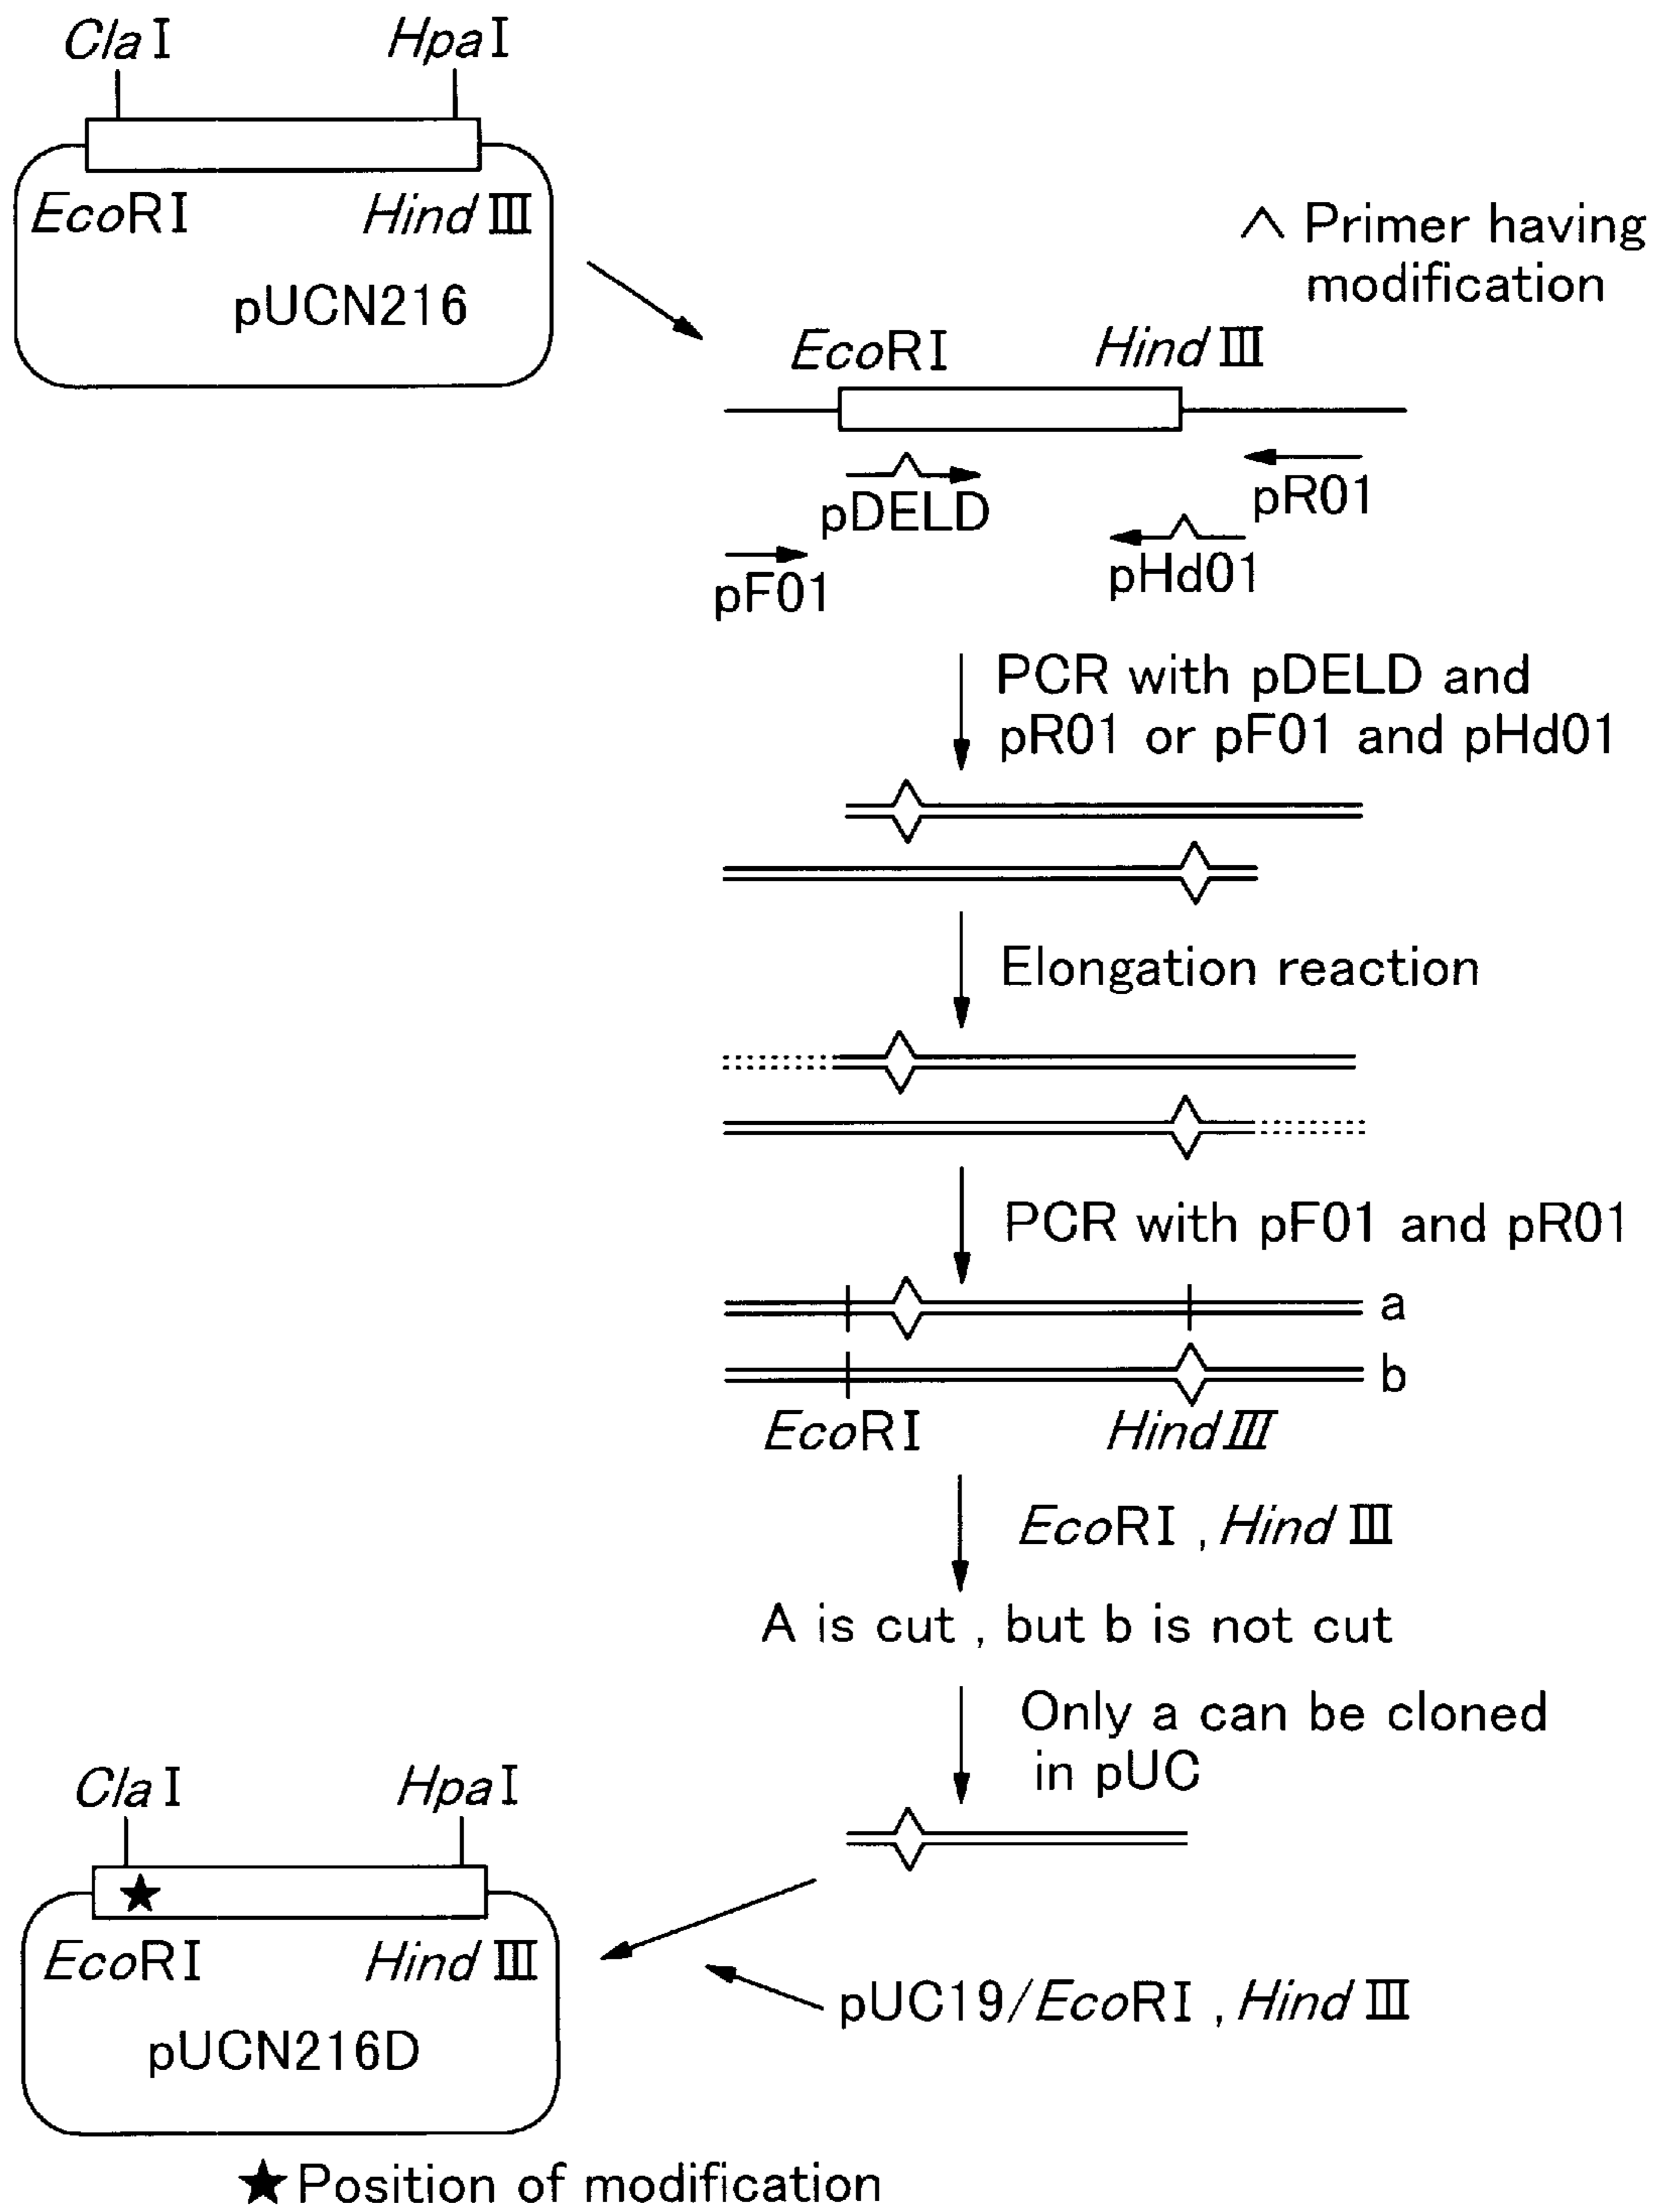 ClaI HpaI
EcoRI HindIII
pUCN216
∧ Primer having
modification
EcoRI HindIII
pDELD
pR01
pHd01
pF01
PCR with pDELD and
pR01 or pF01 and pHd01
Elongation reaction
PCR with pF01 and pR01
a
b
EcoRI HindIII
EcoRI , HindIII
A is cut , but b is not cut
Only a can be cloned
in pUC
ClaI HpaI
EcoRI HindIII
pUC19/EcoRI , HindIII
pUCN216D
★Position of modification